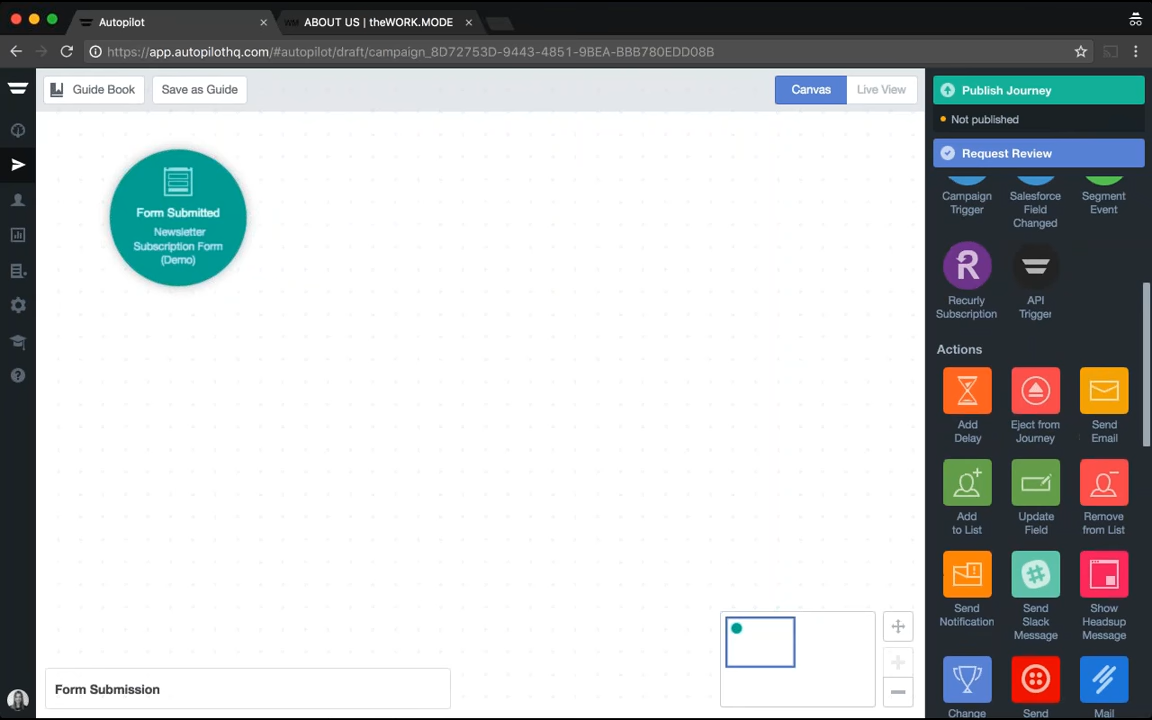 Autopilot
ABOUT US | theWORK.MODE
https://app.autopilothq.com/#autopilot/draft/campaign_8D72753D-9443-4851-9BEA-BBB780EDD08B
Guide Book
Save as Guide
Canvas
Live View
Publish Journey
Not published
Request Review
Form Submitted
Newsletter
Subscription Form
(Demo)
Campaign
Trigger
Salesforce
Field
Changed
Segment
Event
Recurly
Subscription
API
Trigger
Actions
Add
Delay
Eject from
Journey
Send
Email
Add
to List
Update
Field
Remove
from List
Send
Notification
Send
Slack
Message
Show
Headsup
Message
Change
Send
Mail
Form Submission